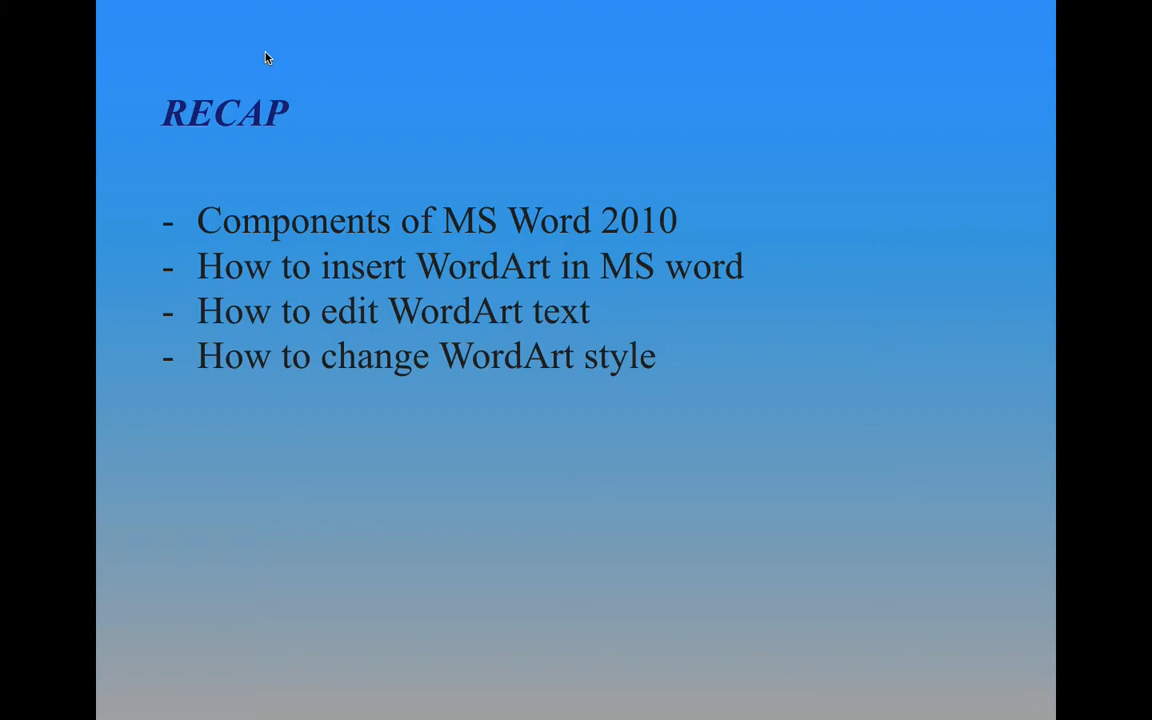 RECAP
- Components of MS Word 2010
- How to insert WordArt in MS word
- How to edit WordArt text
- How to change WordArt style